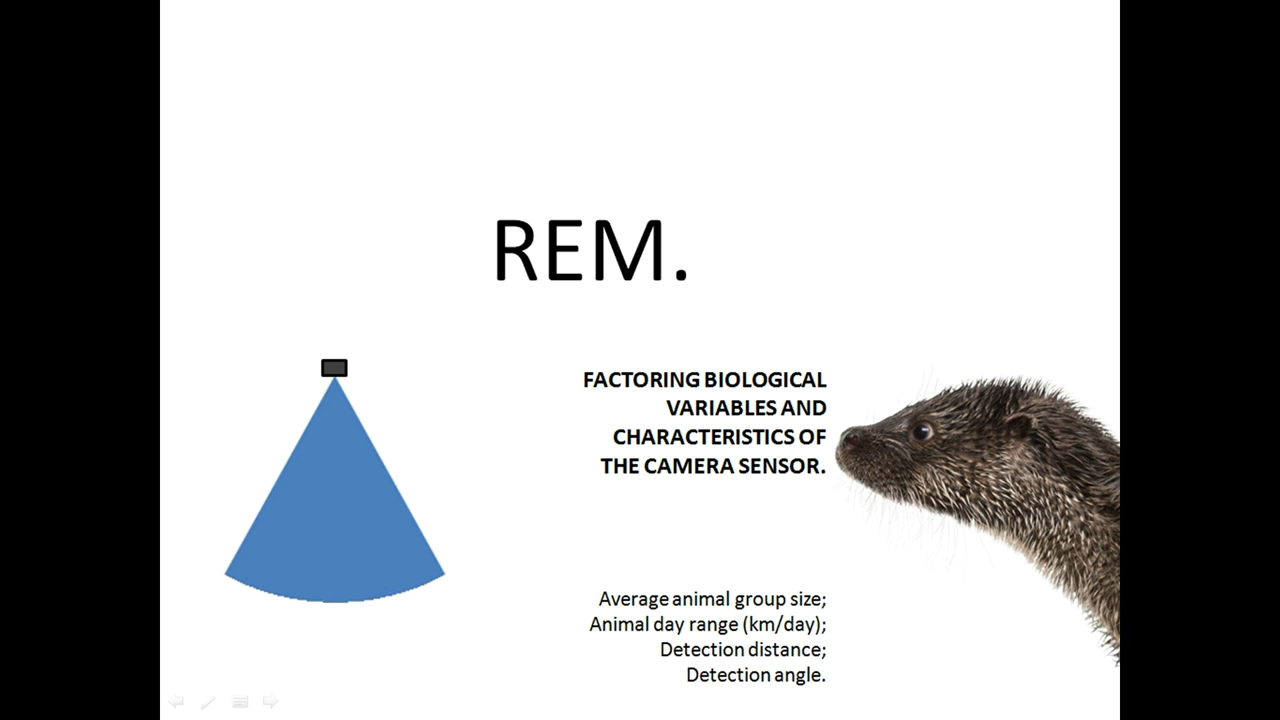 REM.
FACTORING BIOLOGICAL
VARIABLES AND
CHARACTERISTICS OF
THE CAMERA SENSOR.
Average animal group size;
Animal day range (km/day);
Detection distance;
Detection angle.